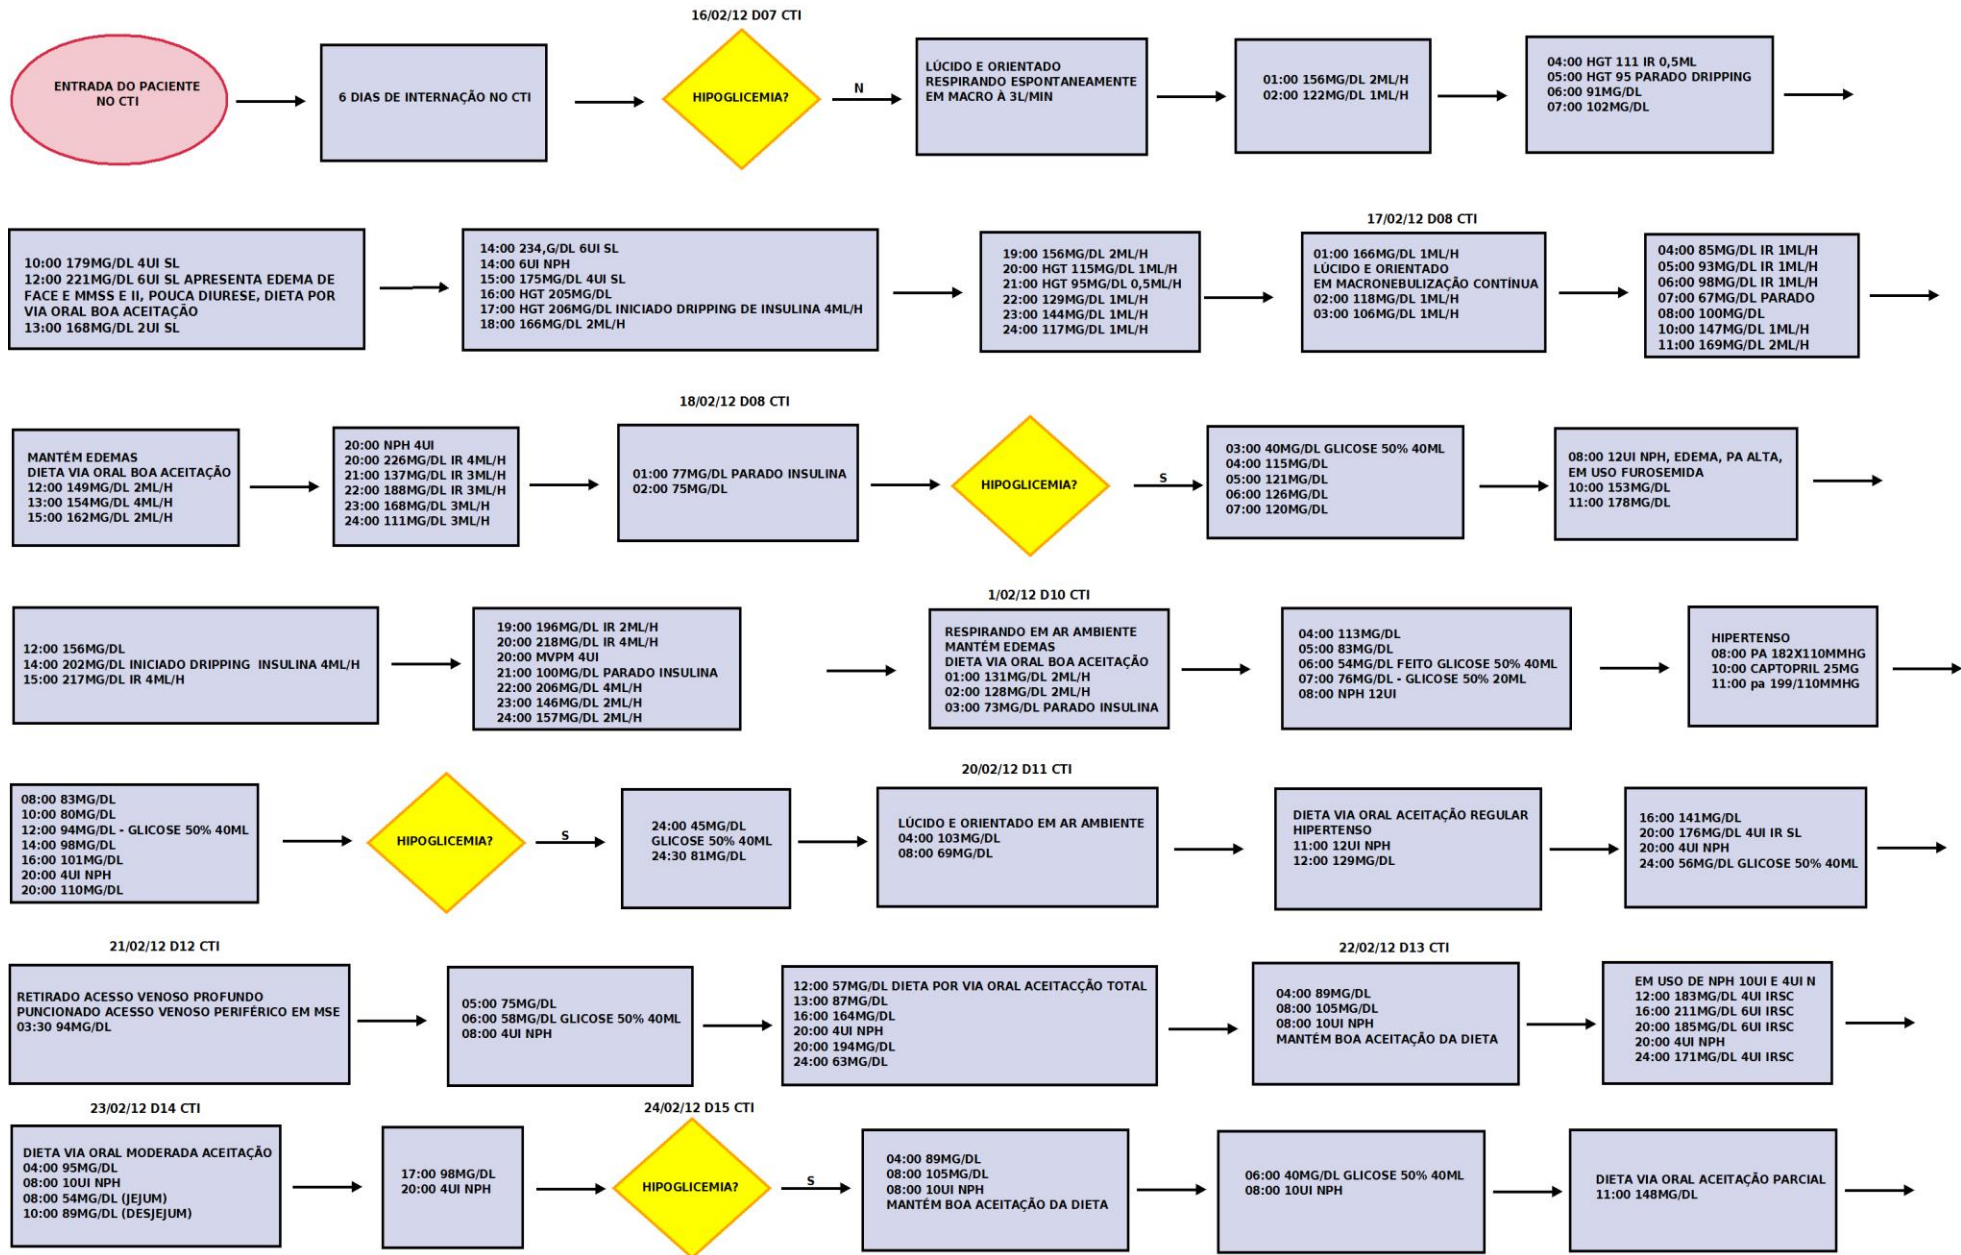 16/02/12 D07 CTI
ENTRADA DO PACIENTE
NO CTI
6 DIAS DE INTERNAÇÃO NO CTI
HIPOGLICEMIA?
N
LÚCIDO E ORIENTADO
RESPIRANDO ESPONTANEAMENTE
EM MACRO À 3L/MIN
01:00 156MG/DL 2ML/H
02:00 122MG/DL 1ML/H
04:00 HGT 111 IR 0,5ML
05:00 HGT 95 PARADO DRIPPING
06:00 91MG/DL
07:00 102MG/DL
10:00 179MG/DL 4UI SL
12:00 221MG/DL 6UI SL APRESENTA EDEMA DE
FACE E MMSS E II, POUCA DIURESE, DIETA POR
VIA ORAL BOA ACEITAÇÃO
13:00 168MG/DL 2UI SL
14:00 234,G/DL 6UI SL
14:00 6UI NPH
15:00 175MG/DL 4UI SL
16:00 HGT 205MG/DL
17:00 HGT 206MG/DL INICIADO DRIPPING DE INSULINA 4ML/H
18:00 166MG/DL 2ML/H
19:00 156MG/DL 2ML/H
20:00 HGT 115MG/DL 1ML/H
21:00 HGT 95MG/DL 0,5ML/H
22:00 129MG/DL 1ML/H
23:00 144MG/DL 1ML/H
24:00 117MG/DL 1ML/H
17/02/12 D08 CTI
01:00 166MG/DL 1ML/H
LÚCIDO E ORIENTADO
EM MACRONEBULIZAÇÃO CONTÍNUA
02:00 118MG/DL 1ML/H
03:00 106MG/DL 1ML/H
04:00 85MG/DL IR 1ML/H
05:00 93MG/DL IR 1ML/H
06:00 98MG/DL IR 1ML/H
07:00 67MG/DL PARADO
08:00 100MG/DL
10:00 147MG/DL 1ML/H
11:00 169MG/DL 2ML/H
MANTÉM EDEMAS
DIETA VIA ORAL BOA ACEITAÇÃO
12:00 149MG/DL 2ML/H
13:00 154MG/DL 4ML/H
15:00 162MG/DL 2ML/H
20:00 NPH 4UI
20:00 226MG/DL IR 4ML/H
21:00 137MG/DL IR 3ML/H
22:00 188MG/DL IR 3ML/H
23:00 168MG/DL 3ML/H
24:00 111MG/DL 3ML/H
18/02/12 D08 CTI
01:00 77MG/DL PARADO INSULINA
02:00 75MG/DL
HIPOGLICEMIA?
S
03:00 40MG/DL GLICOSE 50% 40ML
04:00 115MG/DL
05:00 121MG/DL
06:00 126MG/DL
07:00 120MG/DL
08:00 12UI NPH, EDEMA, PA ALTA,
EM USO FUROSEMIDA
10:00 153MG/DL
11:00 178MG/DL
12:00 156MG/DL
14:00 202MG/DL INICIADO DRIPPING  INSULINA 4ML/H
15:00 217MG/DL IR 4ML/H
19:00 196MG/DL IR 2ML/H
20:00 218MG/DL IR 4ML/H
20:00 MVPM 4UI
21:00 100MG/DL PARADO INSULINA
22:00 206MG/DL 4ML/H
23:00 146MG/DL 2ML/H
24:00 157MG/DL 2ML/H
1/02/12 D10 CTI
RESPIRANDO EM AR AMBIENTE
MANTÉM EDEMAS
DIETA VIA ORAL BOA ACEITAÇÃO
01:00 131MG/DL 2ML/H
02:00 128MG/DL 2ML/H
03:00 73MG/DL PARADO INSULINA
04:00 113MG/DL
05:00 83MG/DL
06:00 54MG/DL FEITO GLICOSE 50% 40ML
07:00 76MG/DL - GLICOSE 50% 20ML
08:00 NPH 12UI
HIPERTENSO
08:00 PA 182X110MMHG
10:00 CAPTOPRIL 25MG
11:00 pa 199/110MMHG
08:00 83MG/DL
10:00 80MG/DL
12:00 94MG/DL - GLICOSE 50% 40ML
14:00 98MG/DL
16:00 101MG/DL
20:00 4UI NPH
20:00 110MG/DL
HIPOGLICEMIA?
S
24:00 45MG/DL
GLICOSE 50% 40ML
24:30 81MG/DL
20/02/12 D11 CTI
LÚCIDO E ORIENTADO EM AR AMBIENTE
04:00 103MG/DL
08:00 69MG/DL
DIETA VIA ORAL ACEITAÇÃO REGULAR
HIPERTENSO
11:00 12UI NPH
12:00 129MG/DL
16:00 141MG/DL
20:00 176MG/DL 4UI IR SL
20:00 4UI NPH
24:00 56MG/DL GLICOSE 50% 40ML
21/02/12 D12 CTI
RETIRADO ACESSO VENOSO PROFUNDO
PUNCIONADO ACESSO VENOSO PERIFÉRICO EM MSE
03:30 94MG/DL
05:00 75MG/DL
06:00 58MG/DL GLICOSE 50% 40ML
08:00 4UI NPH
12:00 57MG/DL DIETA POR VIA ORAL ACEITACÇÃO TOTAL
13:00 87MG/DL
16:00 164MG/DL
20:00 4UI NPH
20:00 194MG/DL
24:00 63MG/DL
22/02/12 D13 CTI
04:00 89MG/DL
08:00 105MG/DL
08:00 10UI NPH
MANTÉM BOA ACEITAÇÃO DA DIETA
EM USO DE NPH 10UI E 4UI N
12:00 183MG/DL 4UI IRSC
16:00 211MG/DL 6UI IRSC
20:00 185MG/DL 6UI IRSC
20:00 4UI NPH
24:00 171MG/DL 4UI IRSC
23/02/12 D14 CTI
DIETA VIA ORAL MODERADA ACEITAÇÃO
04:00 95MG/DL
08:00 10UI NPH
08:00 54MG/DL (JEJUM)
10:00 89MG/DL (DESJEJUM)
17:00 98MG/DL
20:00 4UI NPH
24/02/12 D15 CTI
HIPOGLICEMIA?
S
04:00 89MG/DL
08:00 105MG/DL
08:00 10UI NPH
MANTÉM BOA ACEITAÇÃO DA DIETA
06:00 40MG/DL GLICOSE 50% 40ML
08:00 10UI NPH
DIETA VIA ORAL ACEITAÇÃO PARCIAL
11:00 148MG/DL